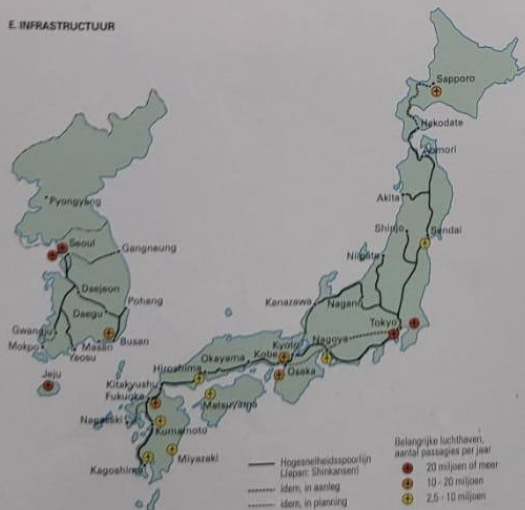 E. INFRASTRUCTUUR
Sapporo
Hakodate
Aomori
Akita
Shinjo
Sendai
Niigata
Kanazawa
Nagano
Tokyo
Kyoto
Nagoya
Kobe
Okayama
Osaka
Hiroshima
Matsuyama
Kitakyushu
Fukuoka
Nagasaki
Kumamoto
Miyazaki
Kagoshima
Pyongyang
Seoul
Gangneung
Daejeon
Pohang
Daegu
Gwangju
Mokpo
Masan
Busan
Yeosu
Jeju
Hogesnelheidsspoorlijn
(Japan: Shinkansen)
idem, in aanleg
idem, in planning
Belangrijke luchthaven,
aantal passagies per jaar
20 miljoen of meer
10 - 20 miljoen
2,5 - 10 miljoen